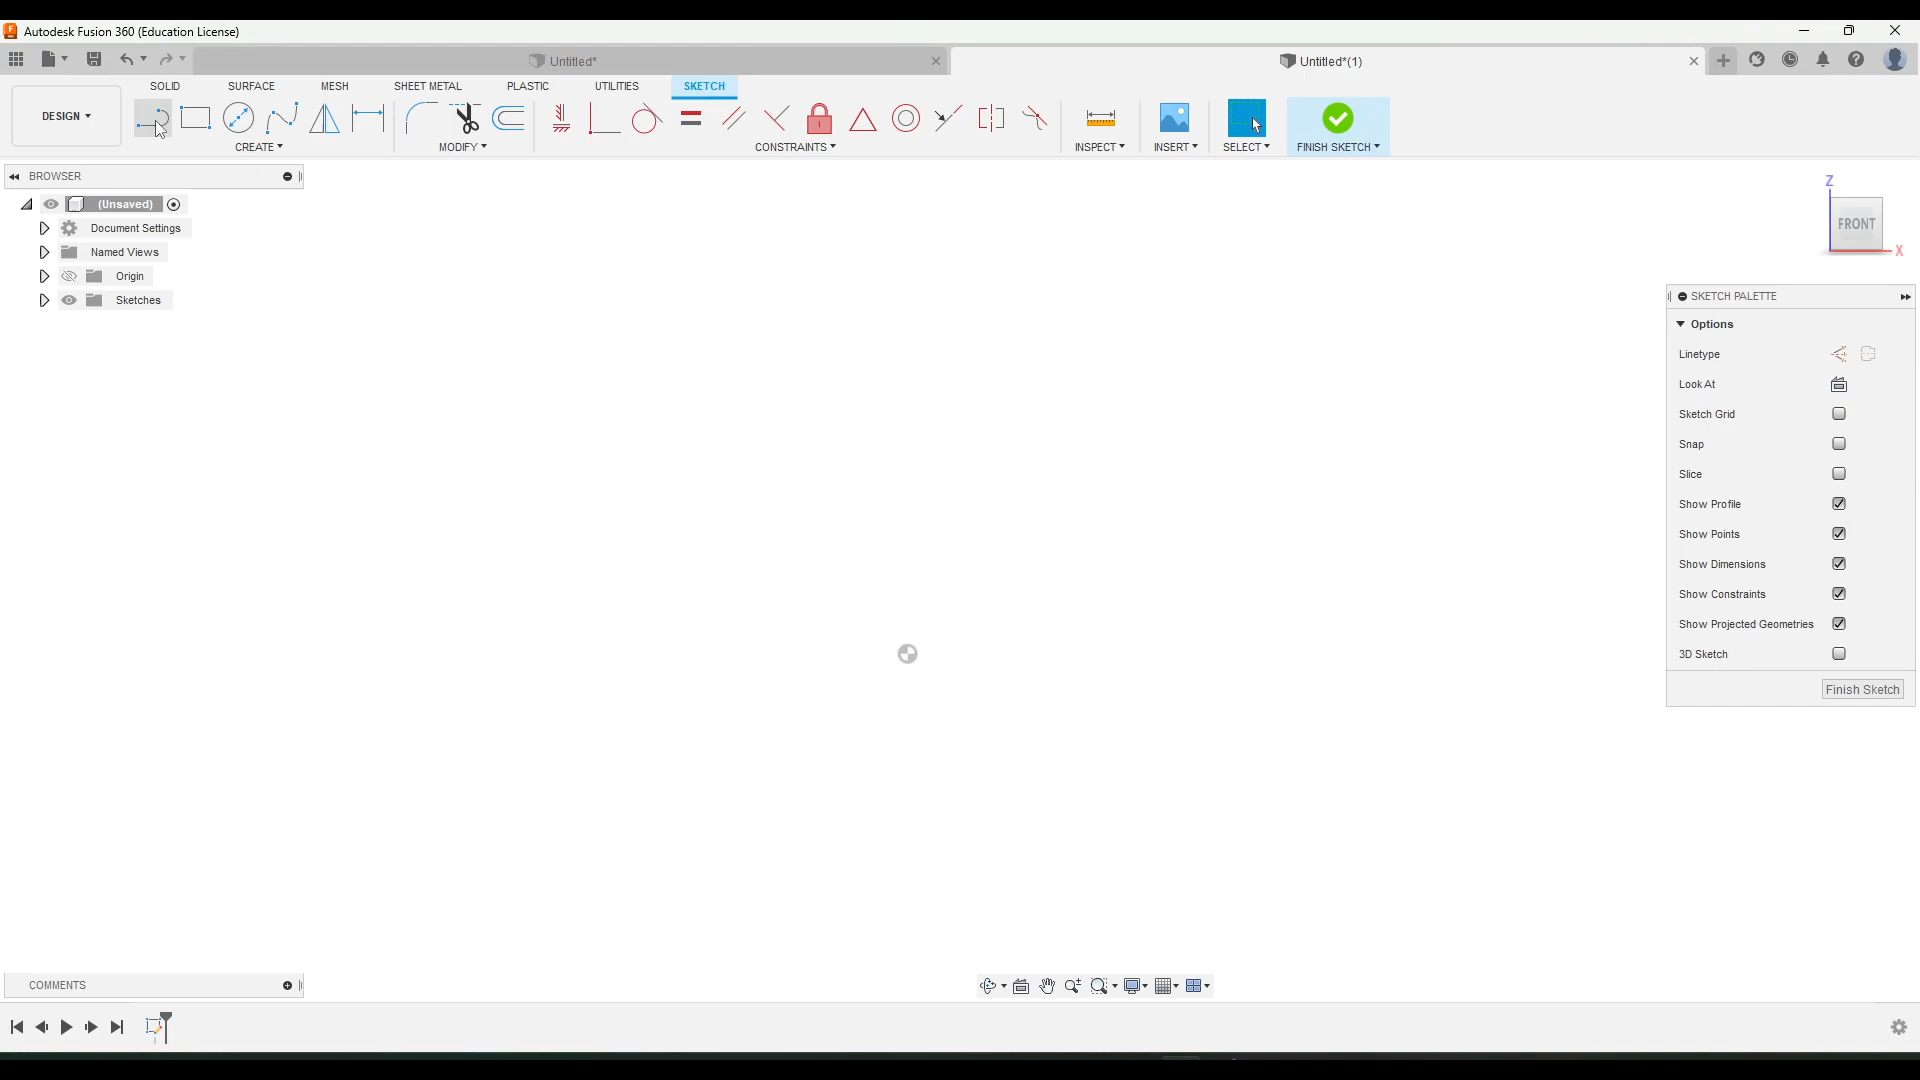 Autodesk Fusion 360 (Education License)
Untitled*
Untitled*(1)
SOLID
SURFACE
MESH
SHEET METAL
PLASTIC
UTILITIES
SKETCH
DESIGN
CREATE
MODIFY
CONSTRAINTS
INSPECT
INSERT
SELECT
FINISH SKETCH
BROWSER
(Unsaved)
Document Settings
Named Views
Origin
Sketches
Z
FRONT
X
SKETCH PALETTE
Options
Linetype
Look At
Sketch Grid
Snap
Slice
Show Profile
Show Points
Show Dimensions
Show Constraints
Show Projected Geometries
3D Sketch
Finish Sketch
COMMENTS